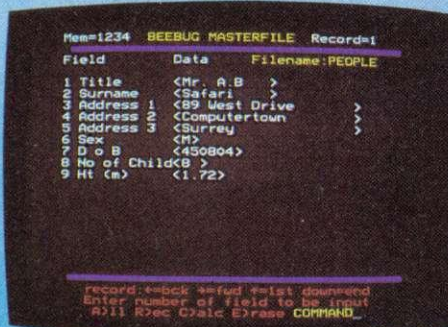 Mem=1234 BEEBUG MASTERFILE Record=1
Field Data Filename:PEOPLE
1 Title <Mr. A.B >
2 Surname <Safari >
3 Address 1 <89 West Drive >
4 Address 2 <Computertown >
5 Address 3 <Surrey >
6 Sex <M>
7 D o B <450804>
8 No of Child<8 >
9 Ht (m) <1.72>
record:←=bck →=fwd ↑=1st down=end
Enter number of field to be input
A>ll R>ec C>alc E>rase COMMAND_